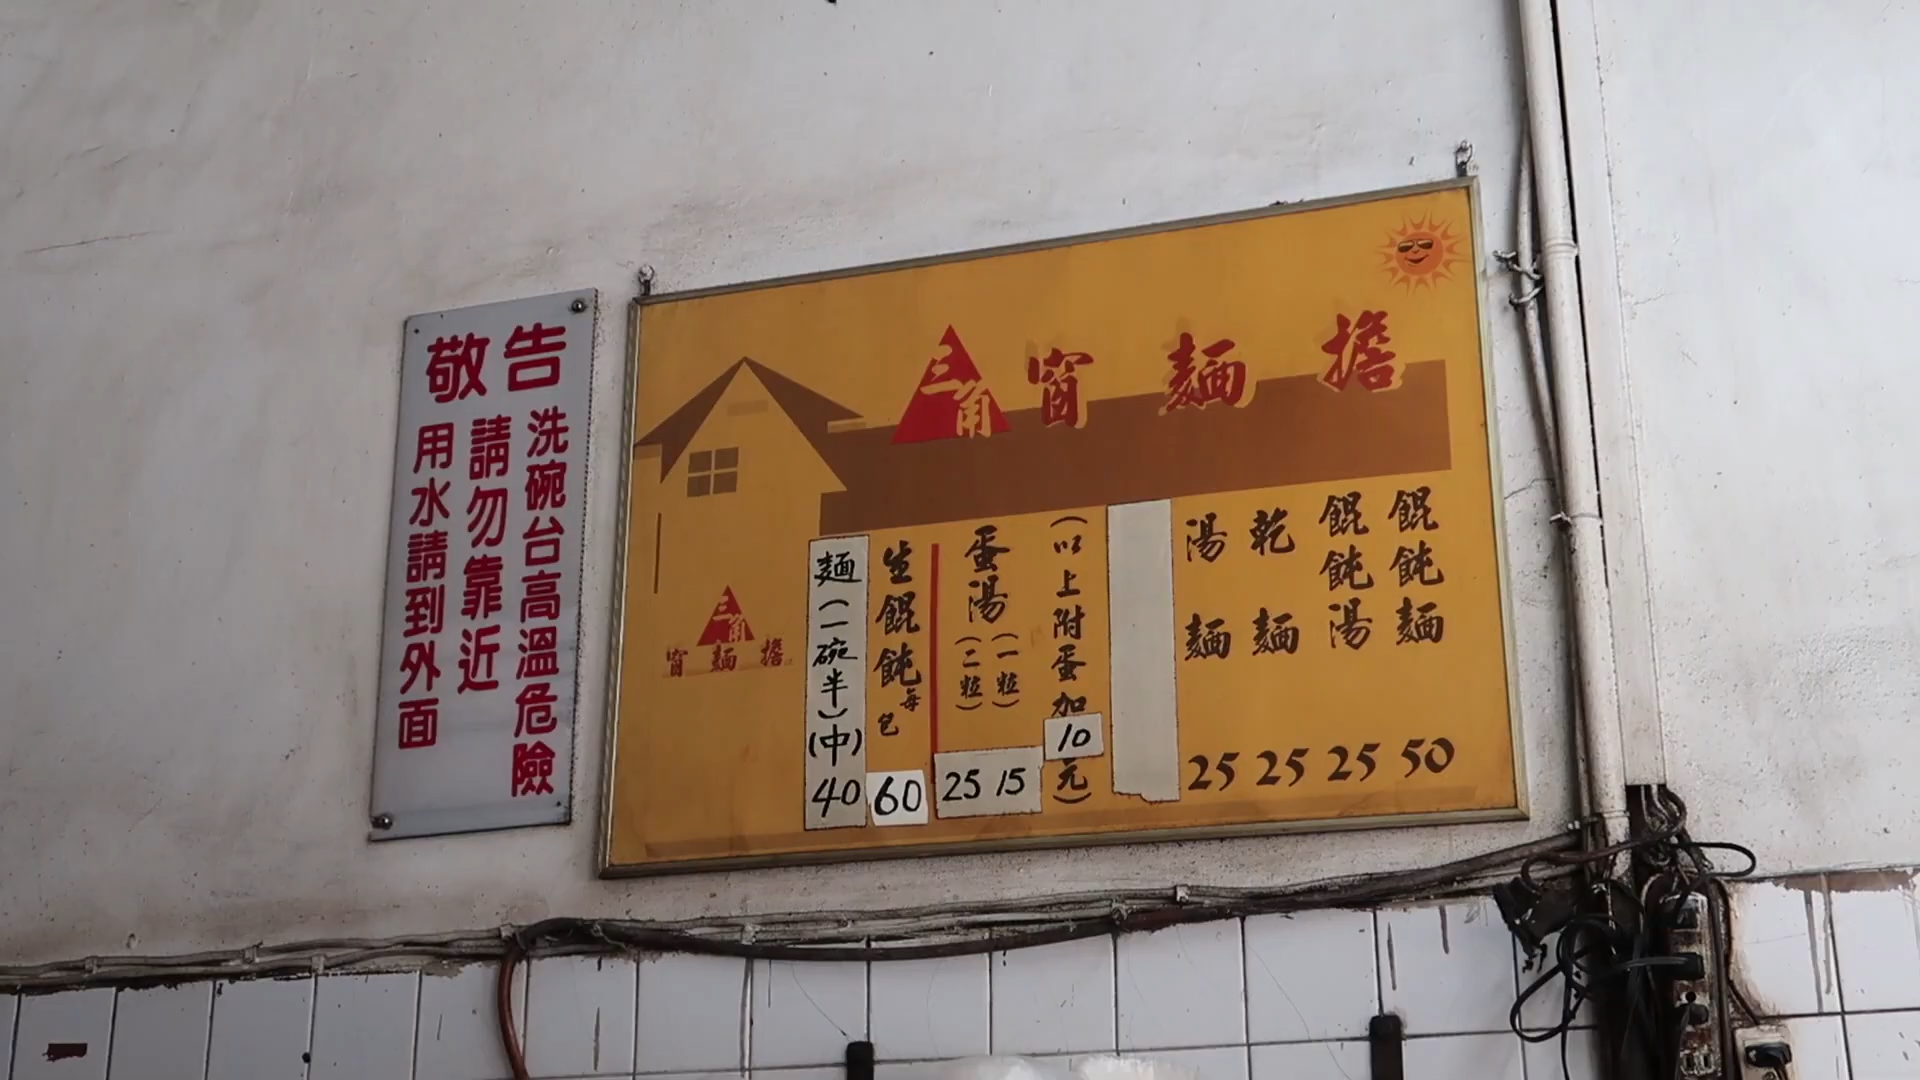 敬告
洗碗台高溫危險
請勿靠近
用水請到外面
三角窗麵擔
餛飩麵 50
餛飩湯 25
乾麵 25
湯麵 25
(以上附蛋加10元)
蛋湯 (一粒) 15
(二粒) 25
生餛飩每包 60
麵(一碗半)(中) 40
三角
窗麵擔